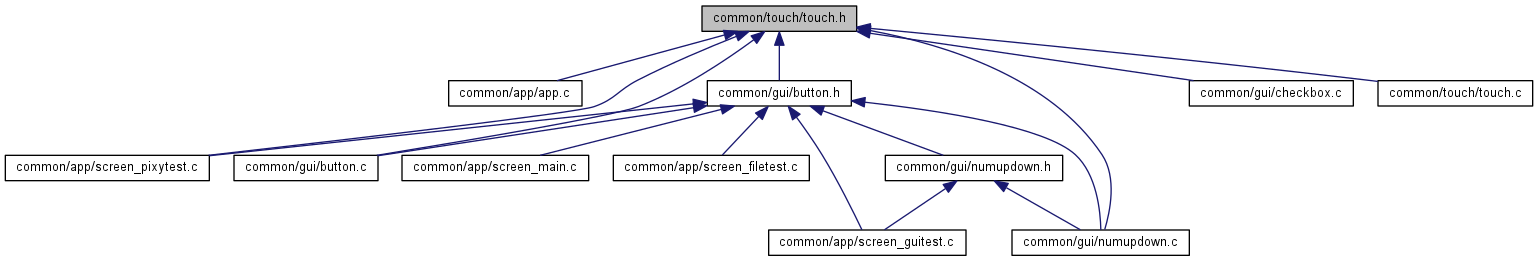 common/touch/touch.h
common/app/app.c
common/gui/button.h
common/gui/checkbox.c
common/touch/touch.c
common/app/screen_pixytest.c
common/gui/button.c
common/app/screen_main.c
common/app/screen_filetest.c
common/gui/numupdown.h
common/app/screen_guitest.c
common/gui/numupdown.c